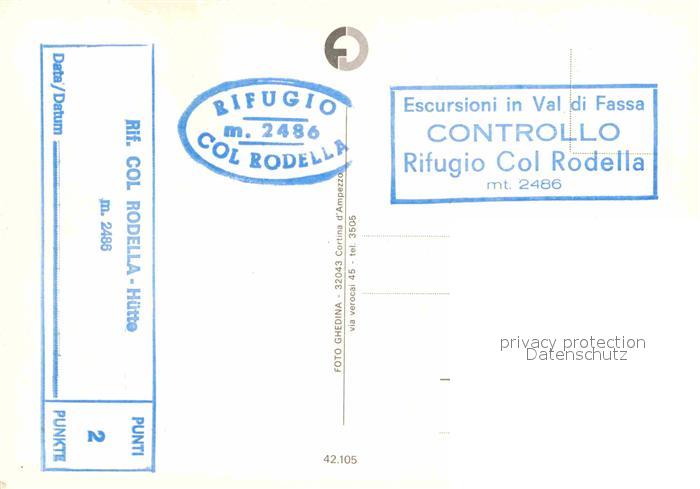 Data/Datum
Rif. COL RODELLA - Hütte
m. 2486
PUNTI
2
PUNKTE
RIFUGIO
m. 2486
COL RODELLA
Escursioni in Val di Fassa
CONTROLLO
Rifugio Col Rodella
mt. 2486
FOTO GHEDINA - 32043 Cortina d'Ampezzo
via verocai 45 - tel. 3505
privacy protection
Datenschutz
42.105